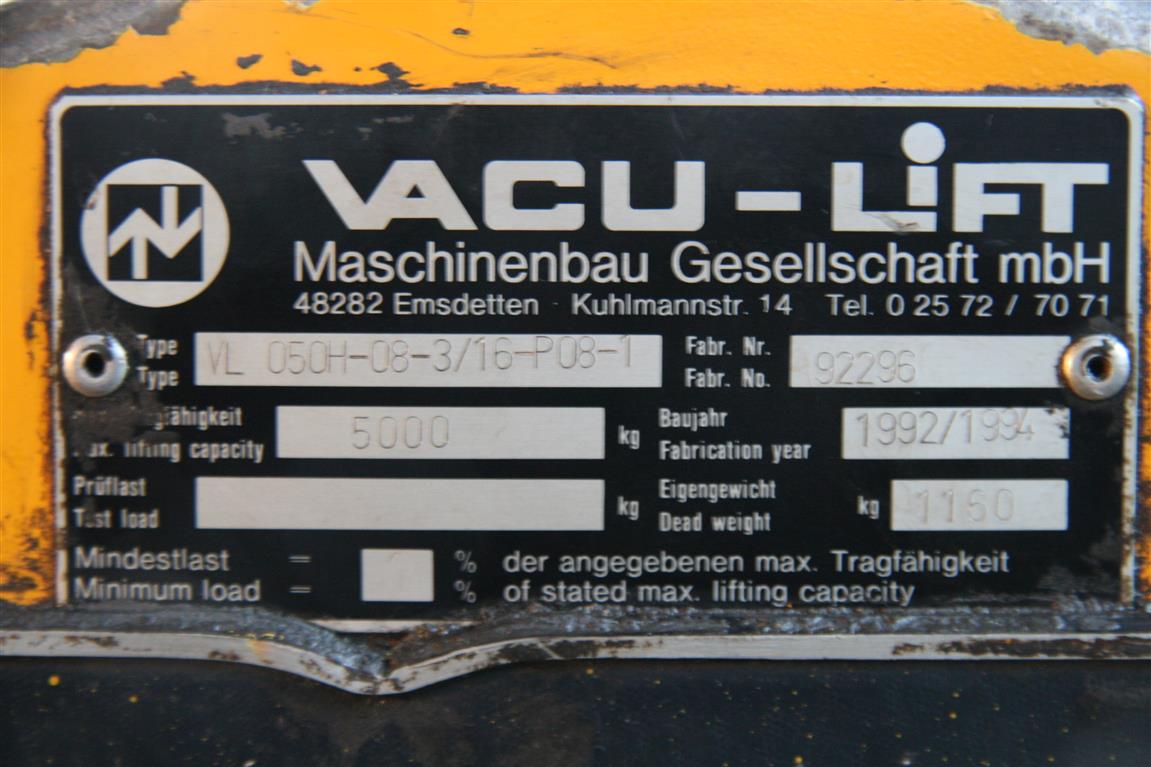 VACU-LiFT
Maschinenbau Gesellschaft mbH
48282 Emsdetten · Kuhlmannstr. 14 Tel. 0 25 72 / 70 71
Type VL 050H-08-3/16-P08-1 Fabr. Nr. 92296
Type Fabr. No.
5000 kg Baujahr 1992/1994
lifting capacity Fabrication year
Prüflast kg Eigengewicht kg 1160
load Dead weight
Mindestlast = % der angegebenen max. Tragfähigkeit
Minimum load = % of stated max. lifting capacity